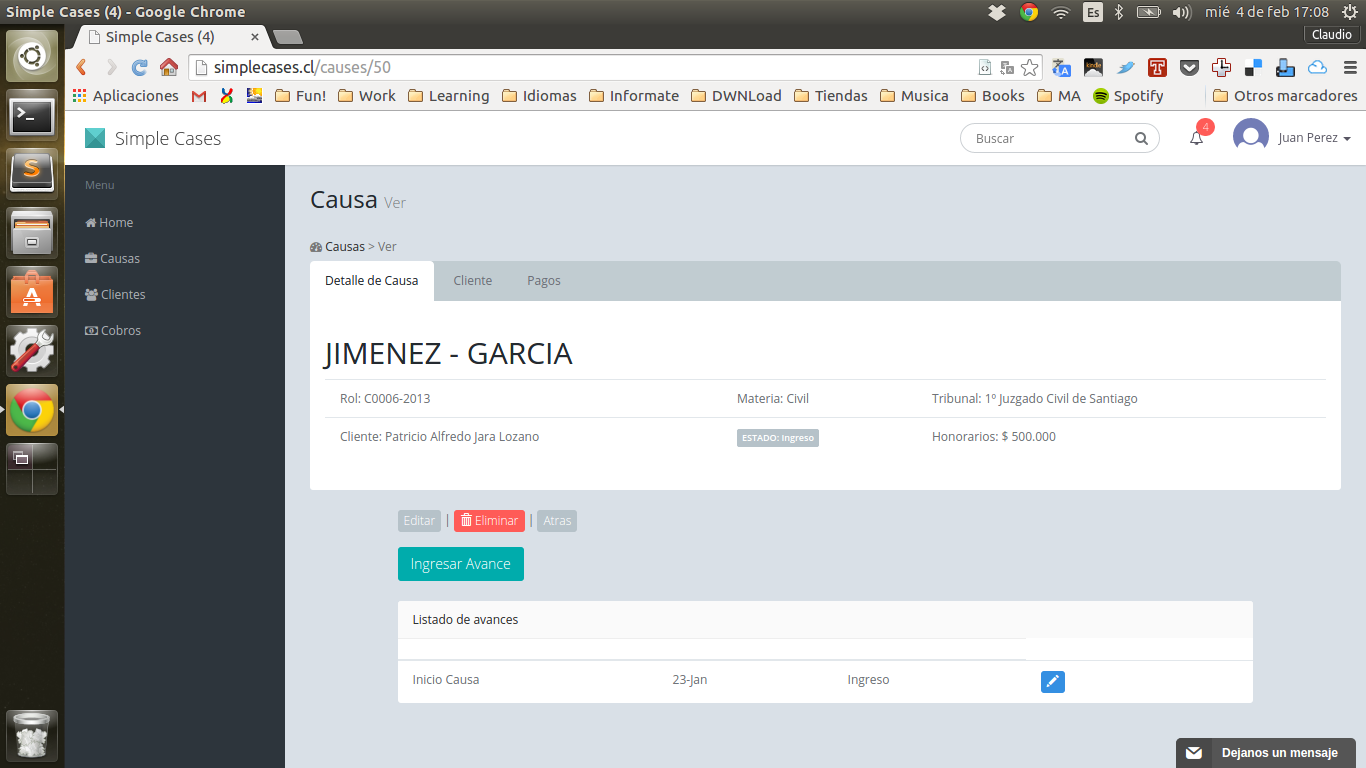 Simple Cases (4) - Google Chrome
Es
mié 4 de feb 17:08
Simple Cases (4)
Claudio
simplecases.cl/causes/50
Aplicaciones Fun! Work Learning Idiomas Informate DWNLoad Tiendas Musica Books MA Spotify Otros marcadores
Simple Cases
Buscar
4
Juan Perez
Menu
Home
Causas
Clientes
Cobros
Causa Ver
Causas > Ver
Detalle de Causa Cliente Pagos
JIMENEZ - GARCIA
Rol: C0006-2013 Materia: Civil Tribunal: 1º Juzgado Civil de Santiago
Cliente: Patricio Alfredo Jara Lozano ESTADO: Ingreso Honorarios: $ 500.000
Editar | Eliminar | Atras
Ingresar Avance
Listado de avances
Inicio Causa 23-Jan Ingreso
Dejanos un mensaje